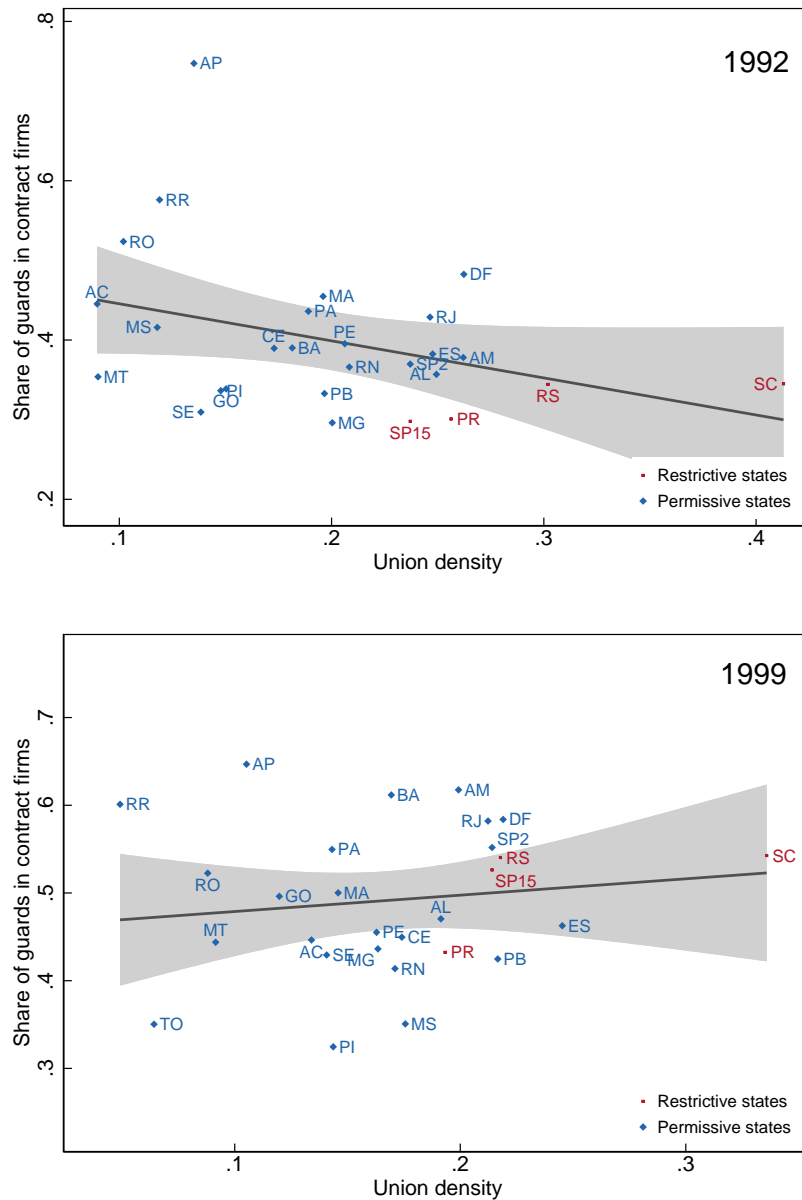 1992
.8
.6
.4
.2
Share of guards in contract firms
AP
RR
RO
AC
MS
MT
MA
PA
CE
BA
PE
RN
PI
GO
SE
PB
MG
DF
RJ
ES
SP2
AM
AL
RS
SC
PR
SP15
Restrictive states
Permissive states
.1 .2 .3 .4
Union density
1999
.7
.6
.5
.4
.3
Share of guards in contract firms
AP
RR
BA
AM
RJ
DF
SP2
PA
RS
SC
SP15
RO
GO
MA
AL
ES
MT
AC
SE
PE
MG
CE
RN
PR
PB
TO
PI
MS
Restrictive states
Permissive states
.1 .2 .3
Union density